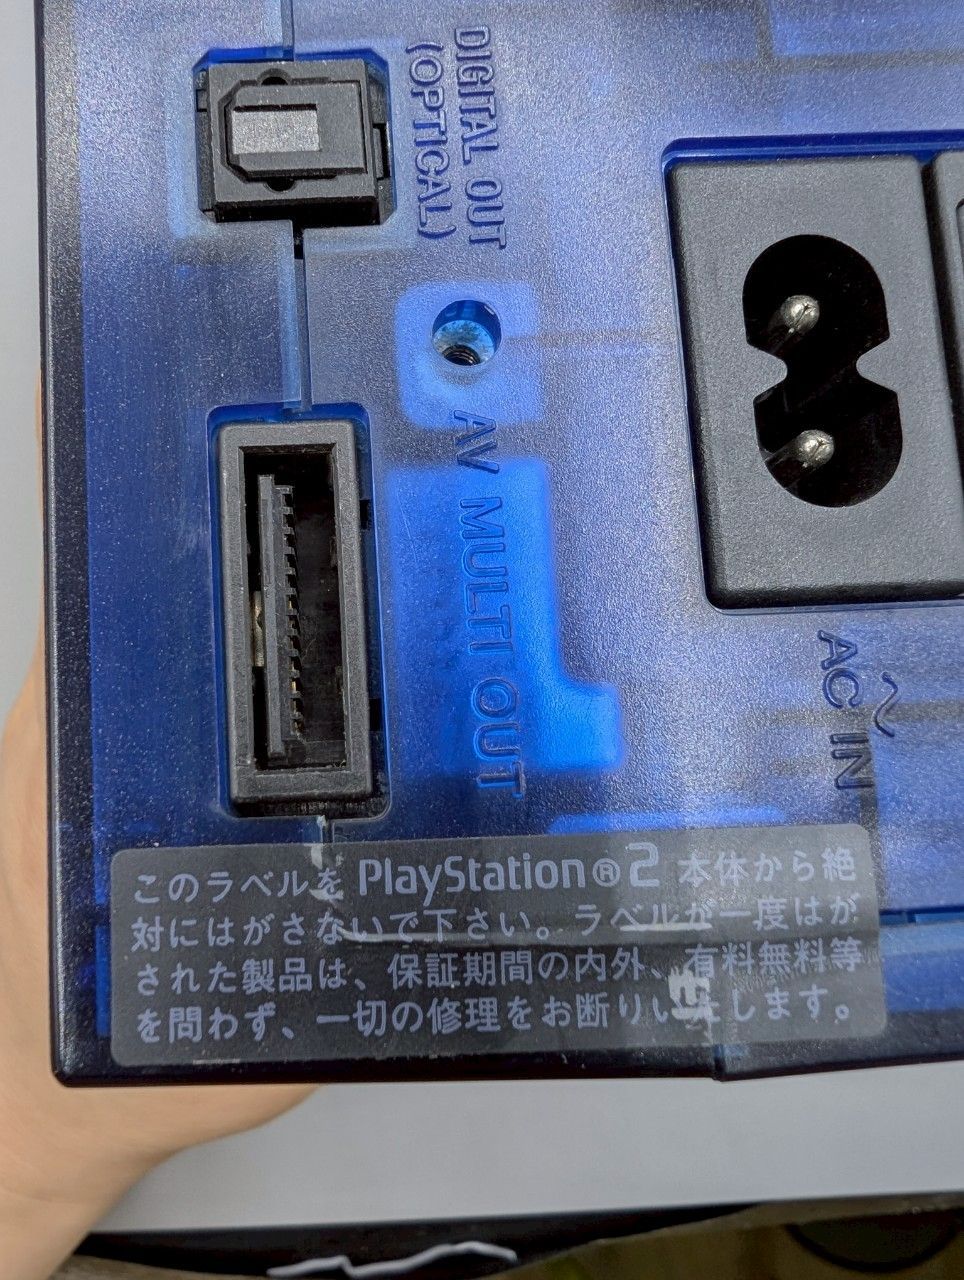 DIGITAL OUT
(OPTICAL)
AV MULTI OUT
AC IN
このラベルを PlayStation®2 本体から絶
対にはがさないで下さい。ラベルが一度はが
された製品は、保証期間の内外、有料無料等
を問わず、一切の修理をお断りいたします。